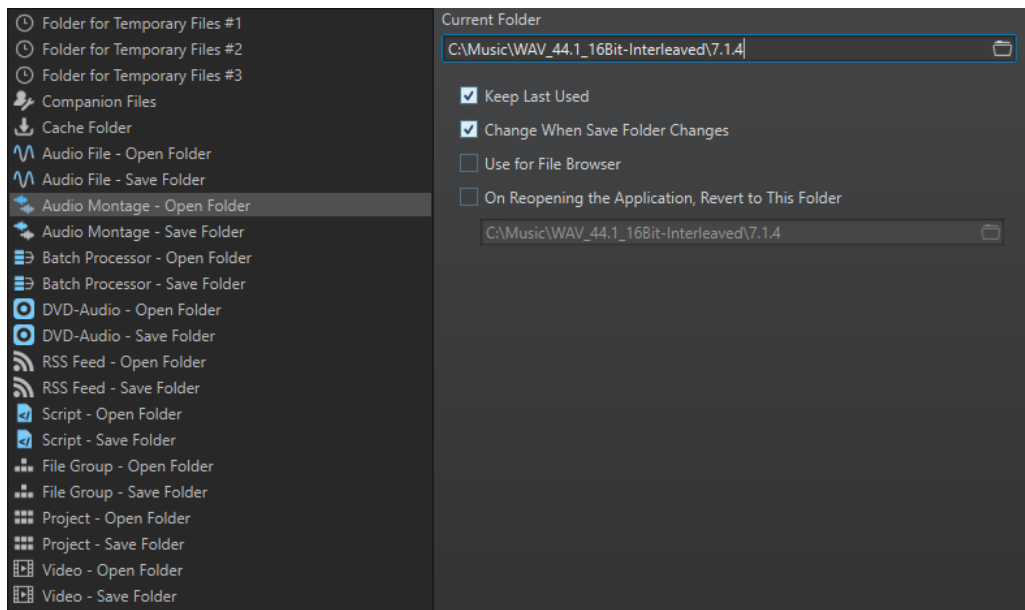 Folder for Temporary Files #1
Folder for Temporary Files #2
Folder for Temporary Files #3
Companion Files
Cache Folder
Audio File - Open Folder
Audio File - Save Folder
Audio Montage - Open Folder
Audio Montage - Save Folder
Batch Processor - Open Folder
Batch Processor - Save Folder
DVD-Audio - Open Folder
DVD-Audio - Save Folder
RSS Feed - Open Folder
RSS Feed - Save Folder
Script - Open Folder
Script - Save Folder
File Group - Open Folder
File Group - Save Folder
Project - Open Folder
Project - Save Folder
Video - Open Folder
Video - Save Folder
Current Folder
C:\Music\WAV_44.1_16Bit-Interleaved\7.1.4
Keep Last Used
Change When Save Folder Changes
Use for File Browser
On Reopening the Application, Revert to This Folder
C:\Music\WAV_44.1_16Bit-Interleaved\7.1.4